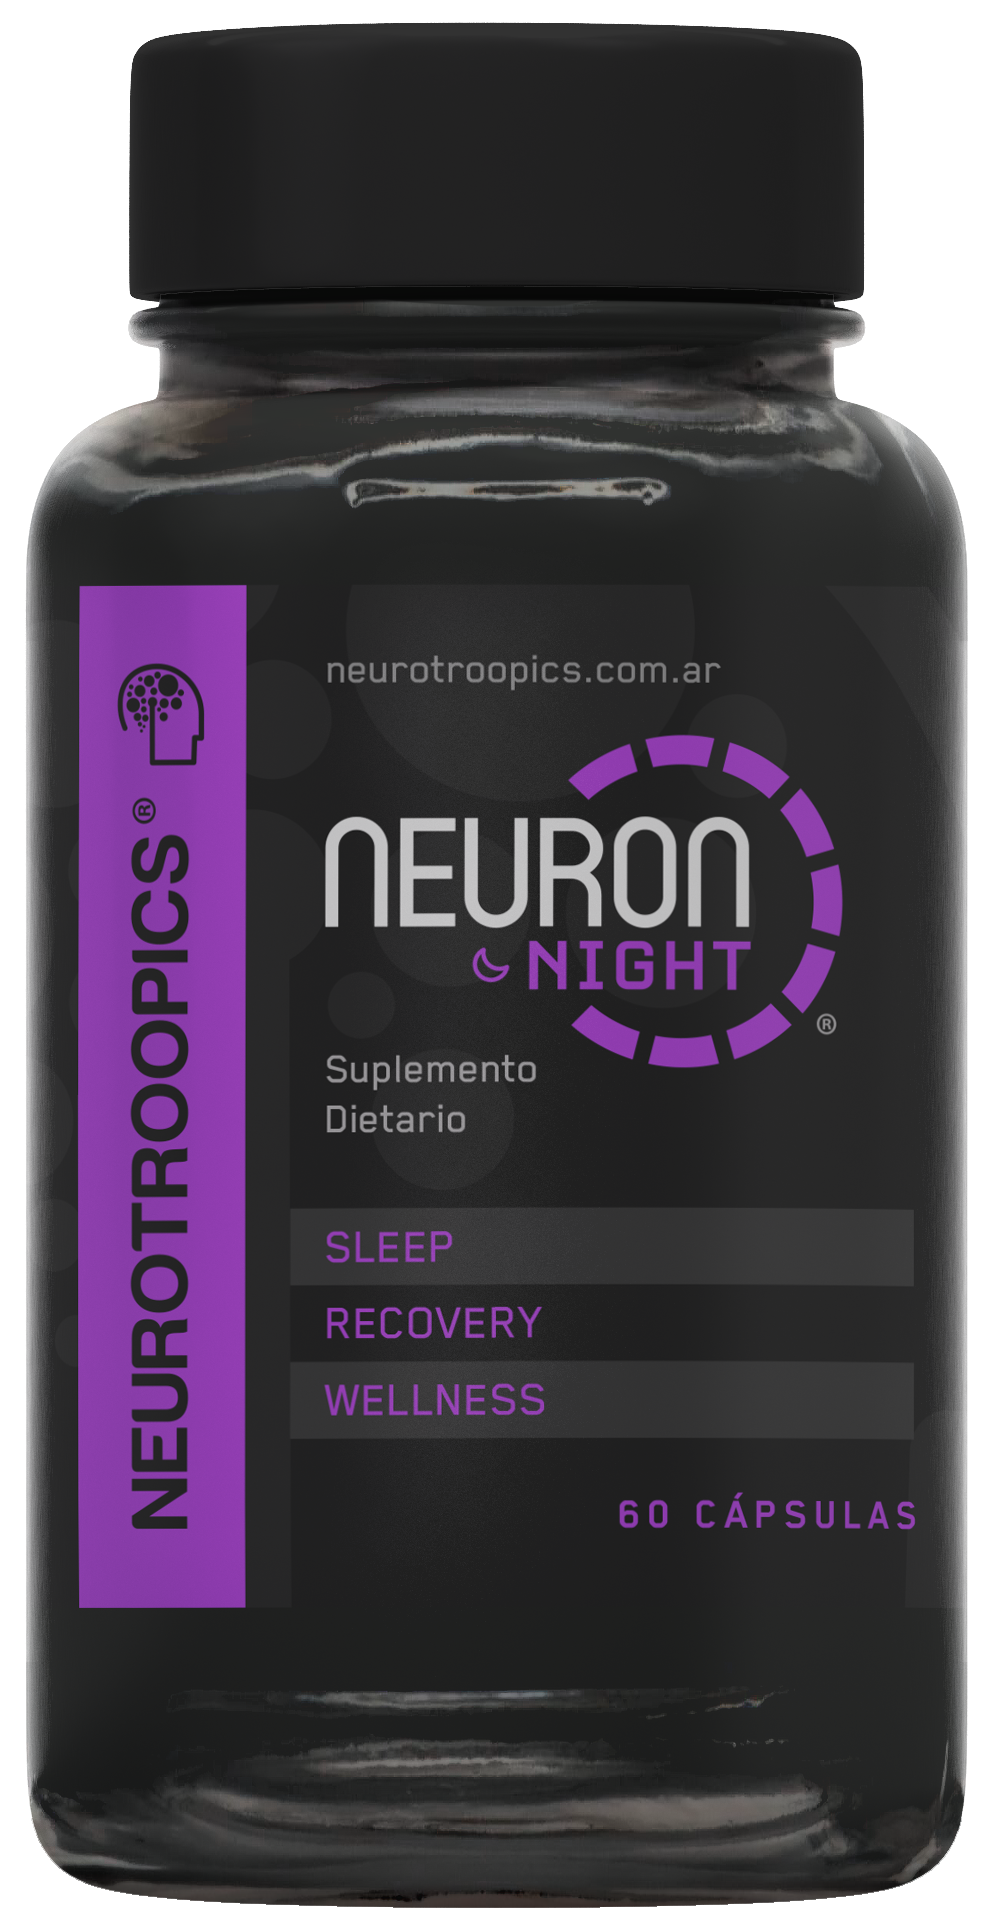 NEUROTROOPICS®
neurotroopics.com.ar
NEURON
NIGHT
®
Suplemento
Dietario
SLEEP
RECOVERY
WELLNESS
60 CÁPSULAS